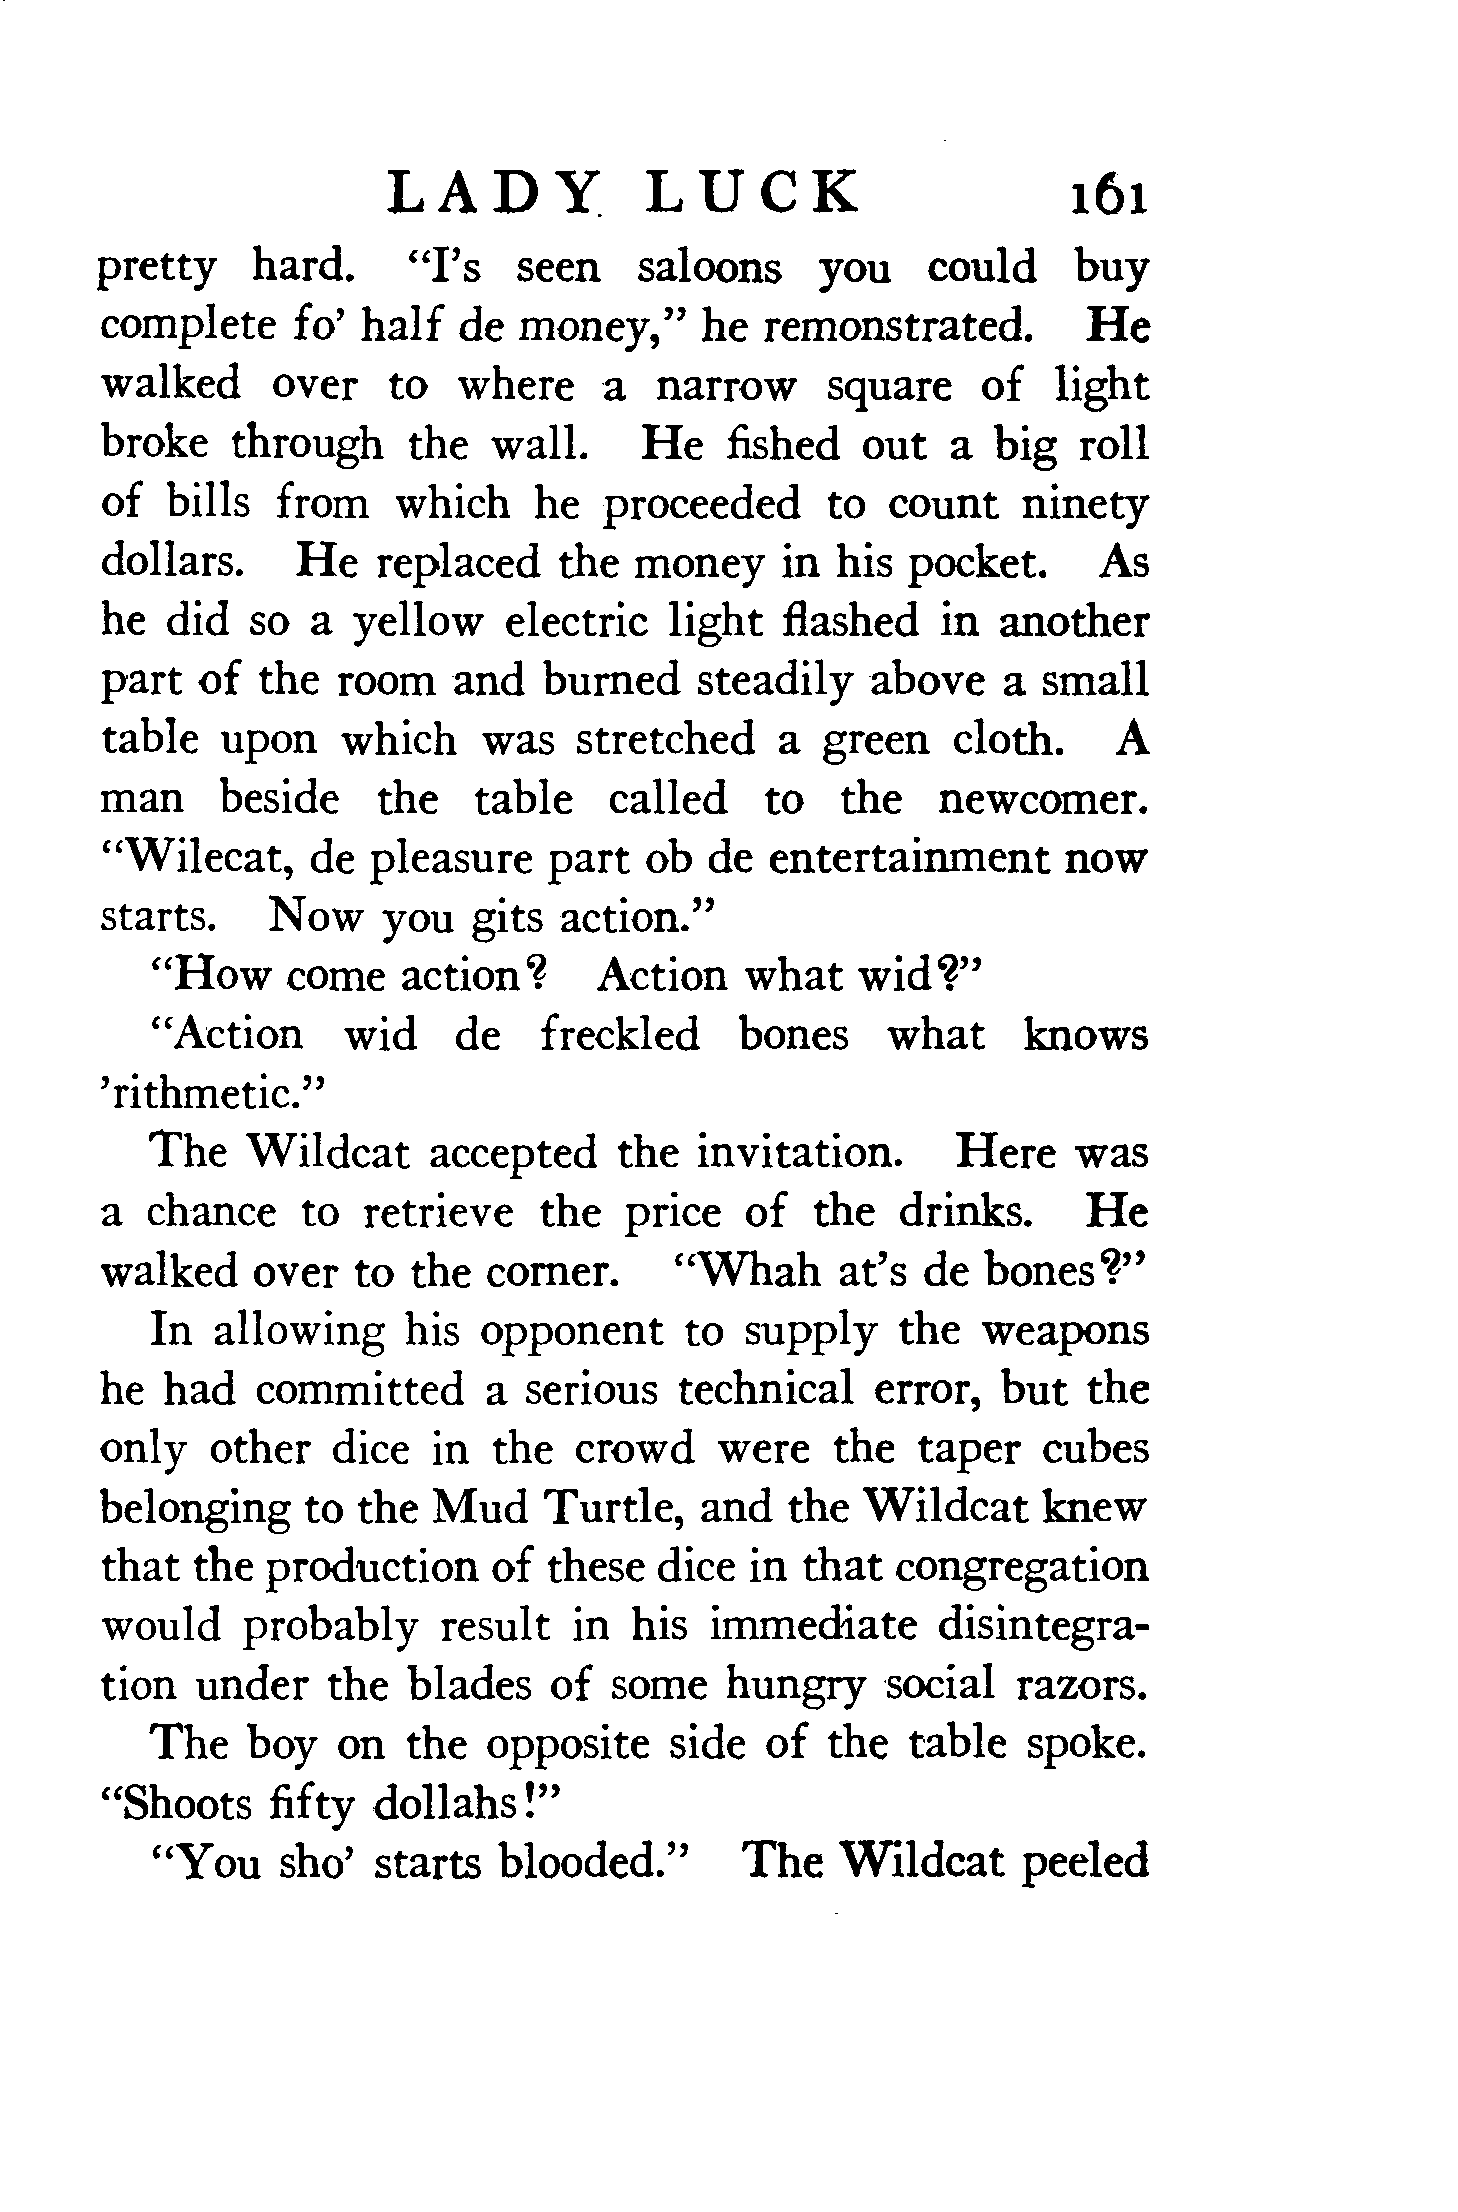 LADY LUCK 161
pretty hard. “I’s seen saloons you could buy
complete fo’ half de money,” he remonstrated. He
walked over to where a narrow square of light
broke through the wall. He fished out a big roll
of bills from which he proceeded to count ninety
dollars. He replaced the money in his pocket. As
he did so a yellow electric light flashed in another
part of the room and burned steadily above a small
table upon which was stretched a green cloth. A
man beside the table called to the newcomer.
“Wilecat, de pleasure part ob de entertainment now
starts. Now you gits action.”
“How come action? Action what wid?”
“Action wid de freckled bones what knows
’rithmetic.”
The Wildcat accepted the invitation. Here was
a chance to retrieve the price of the drinks. He
walked over to the corner. “Whah at’s de bones?”
In allowing his opponent to supply the weapons
he had committed a serious technical error, but the
only other dice in the crowd were the taper cubes
belonging to the Mud Turtle, and the Wildcat knew
that the production of these dice in that congregation
would probably result in his immediate disintegra-
tion under the blades of some hungry social razors.
The boy on the opposite side of the table spoke.
“Shoots fifty dollahs!”
“You sho’ starts blooded.” The Wildcat peeled